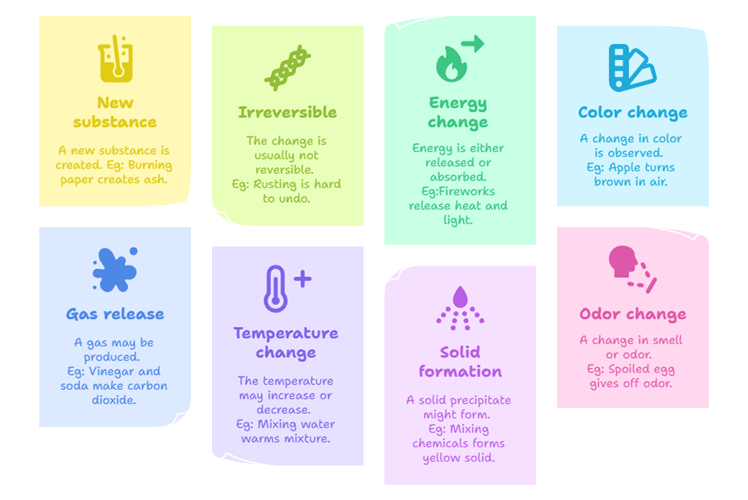 New
substance
A new substance is
created. Eg: Burning
paper creates ash.
Irreversible
The change is
usually not
reversible.
Eg: Rusting is hard
to undo.
Energy
change
Energy is either
released or
absorbed.
Eg:Fireworks
release heat and
light.
Color change
A change in color
is observed.
Eg: Apple turns
brown in air.
Gas release
A gas may be
produced.
Eg: Vinegar and
soda make carbon
dioxide.
Temperature
change
The temperature
may increase or
decrease.
Eg: Mixing water
warms mixture.
Solid
formation
A solid precipitate
might form.
Eg: Mixing
chemicals forms
yellow solid.
Odor change
A change in smell
or odor.
Eg: Spoiled egg
gives off odor.